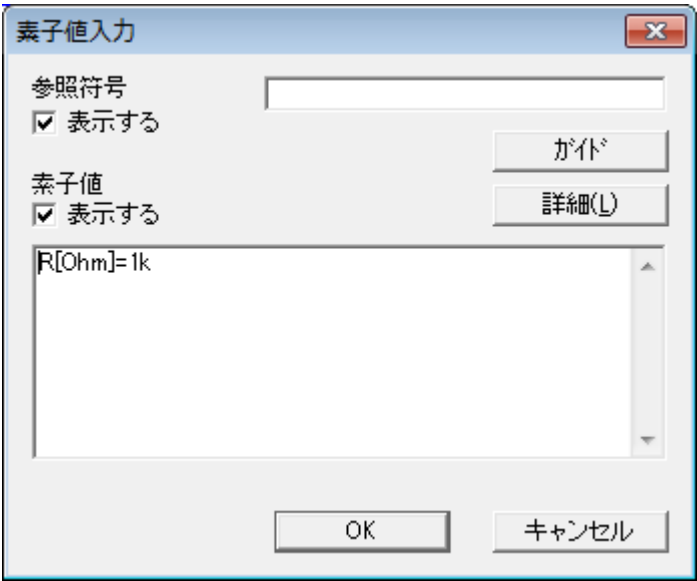 素子値入力
参照符号
表示する
ｶﾞｲﾄﾞ
素子値
表示する
詳細(L)
R[Ohm]=1k
OK
キャンセル